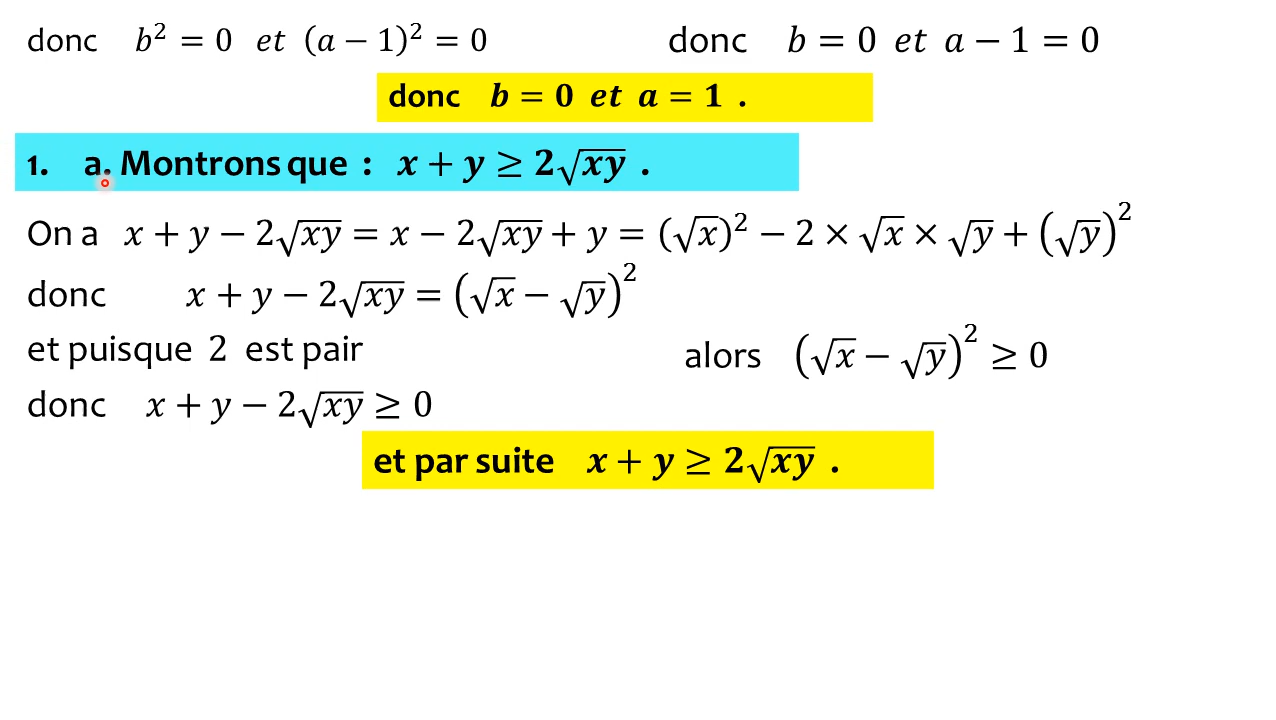 donc b² = 0 et (a − 1)² = 0 donc b = 0 et a − 1 = 0
donc b = 0 et a = 1 .
1. a. Montrons que : x + y ≥ 2√(xy) .
On a x + y − 2√(xy) = x − 2√(xy) + y = (√x)² − 2 × √x × √y + (√y)²
donc x + y − 2√(xy) = (√x − √y)²
et puisque 2 est pair alors (√x − √y)² ≥ 0
donc x + y − 2√(xy) ≥ 0
et par suite x + y ≥ 2√(xy) .